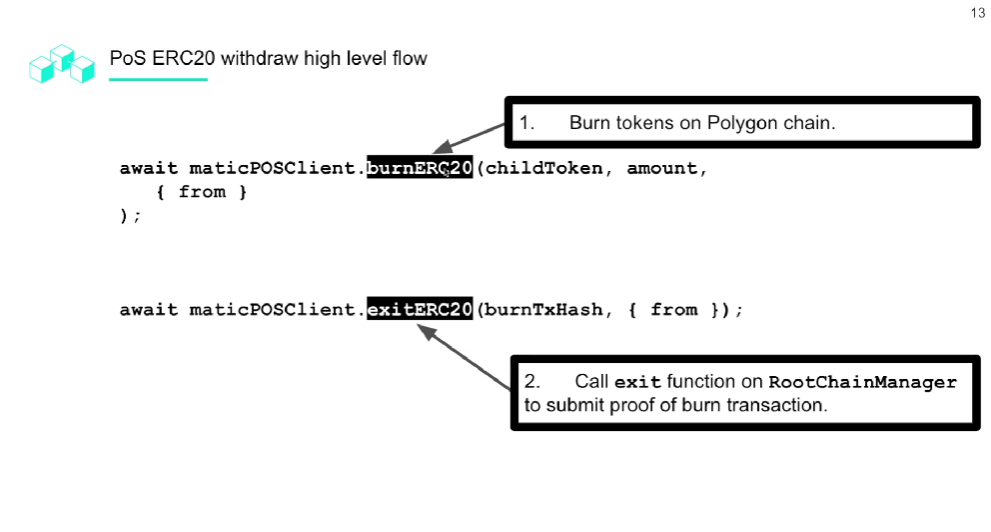 13
PoS ERC20 withdraw high level flow
1. Burn tokens on Polygon chain.
await maticPOSClient.burnERC20(childToken, amount,
{ from }
);
await maticPOSClient.exitERC20(burnTxHash, { from });
2. Call exit function on RootChainManager
to submit proof of burn transaction.